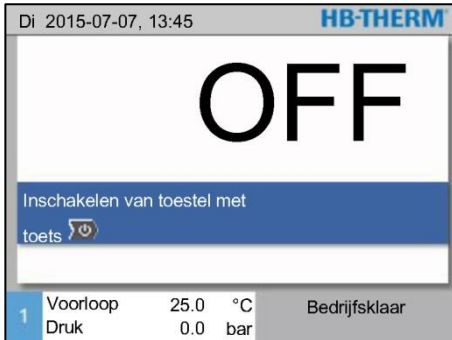 Di 2015-07-07, 13:45 HB-THERM
OFF
Inschakelen van toestel met
toets
1 Voorloop 25.0 °C Bedrijfsklaar
Druk 0.0 bar